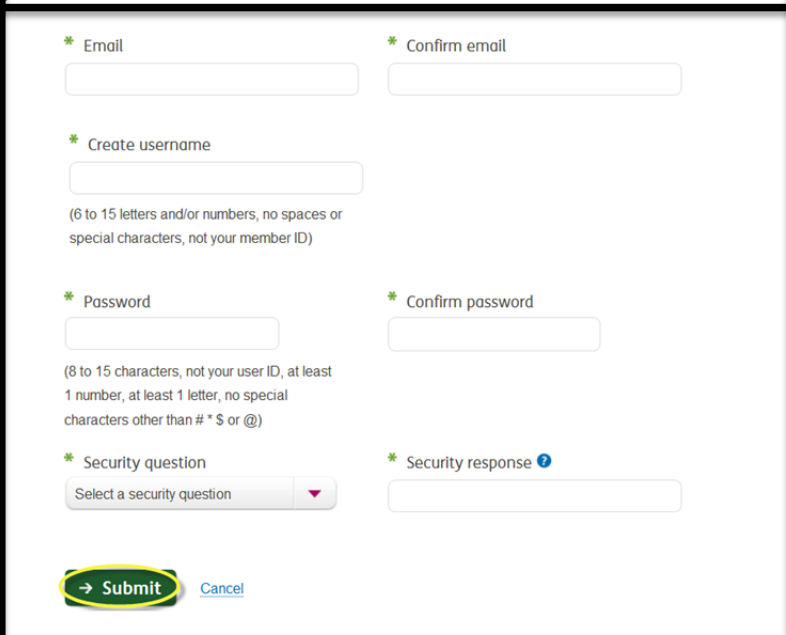 * Email
* Confirm email
* Create username
(6 to 15 letters and/or numbers, no spaces or
special characters, not your member ID)
* Password
* Confirm password
(8 to 15 characters, not your user ID, at least
1 number, at least 1 letter, no special
characters other than # * $ or @)
* Security question
* Security response ?
Select a security question
→ Submit
Cancel